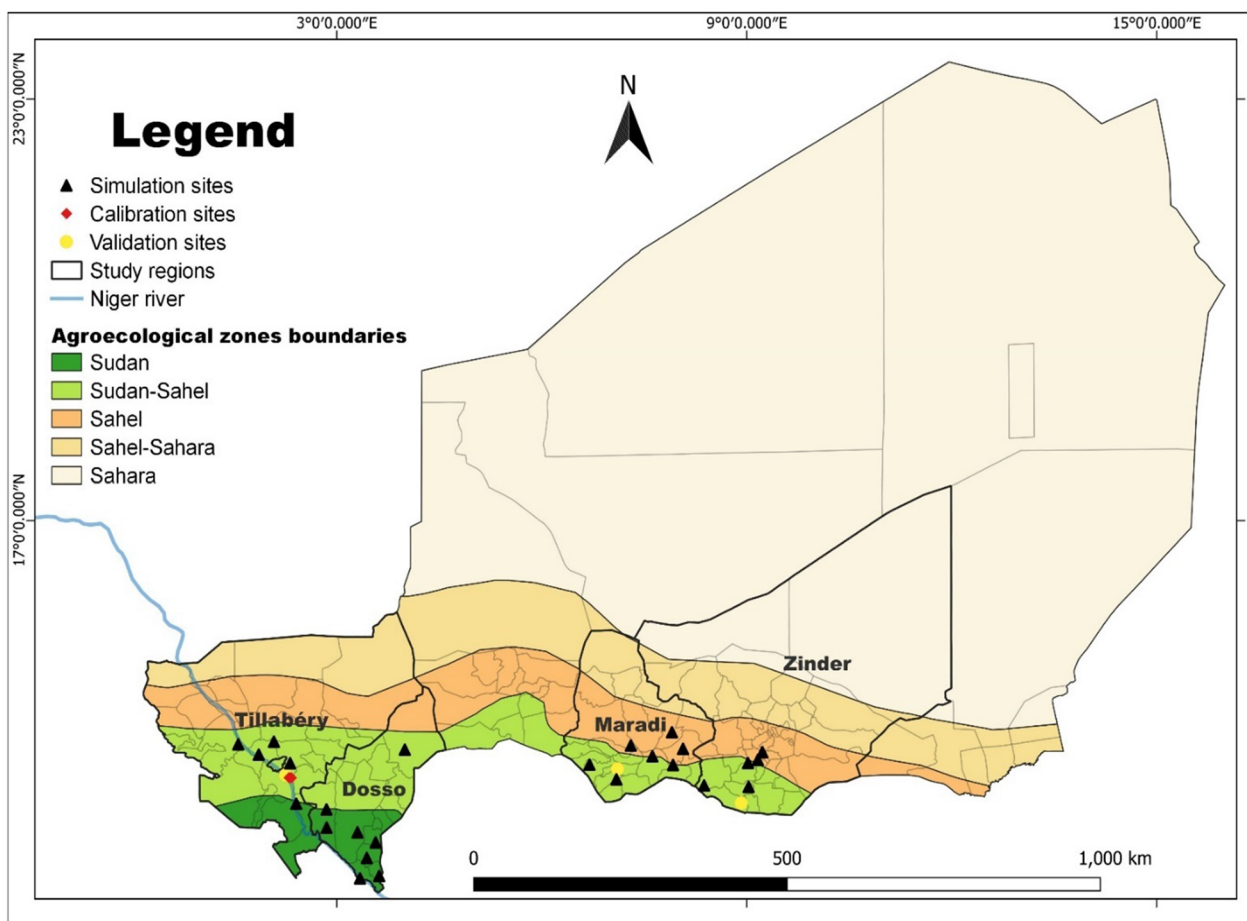 3°0'0.000"E
9°0'0.000"E
15°0'0.000"E
23°0'0.000"N
N
Legend
Simulation sites
Calibration sites
Validation sites
Study regions
Niger river
Agroecological zones boundaries
Sudan
Sudan-Sahel
Sahel
Sahel-Sahara
Sahara
17°0'0.000"N
Zinder
Tillabéry
Maradi
Dosso
0
500
1,000 km